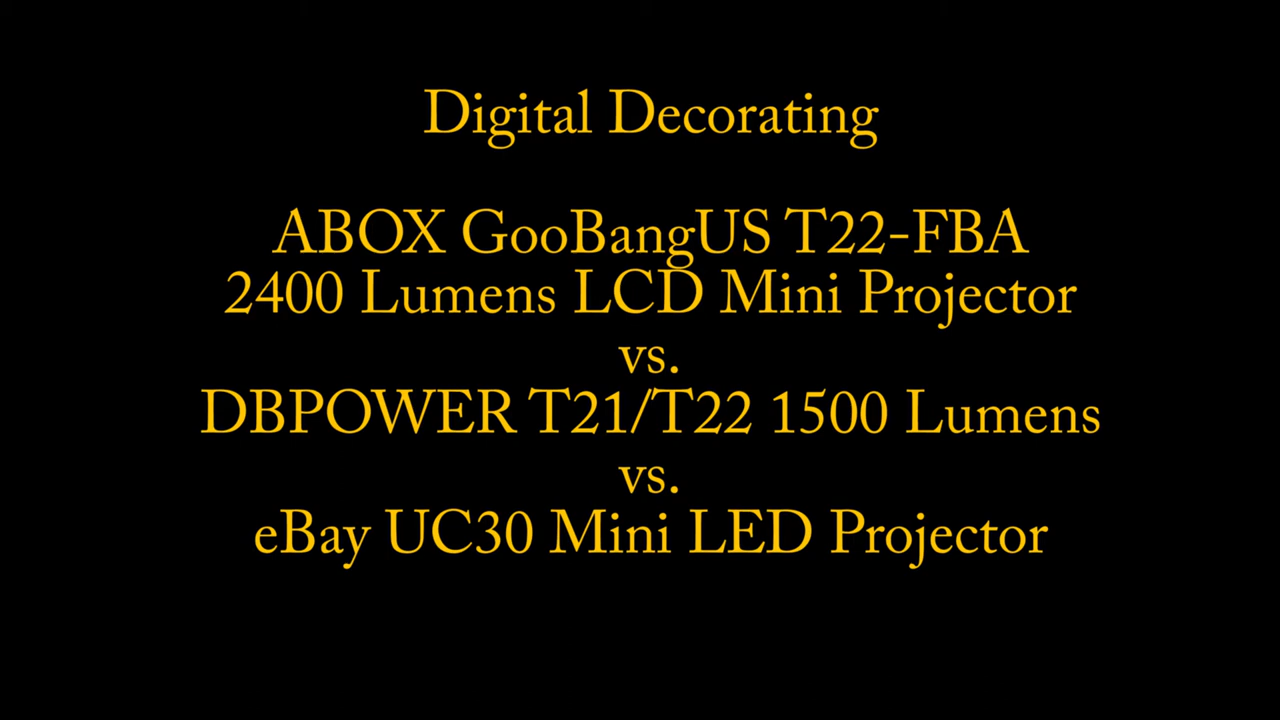 Digital Decorating
ABOX GooBangUS T22-FBA
2400 Lumens LCD Mini Projector
vs.
DBPOWER T21/T22 1500 Lumens
vs.
eBay UC30 Mini LED Projector